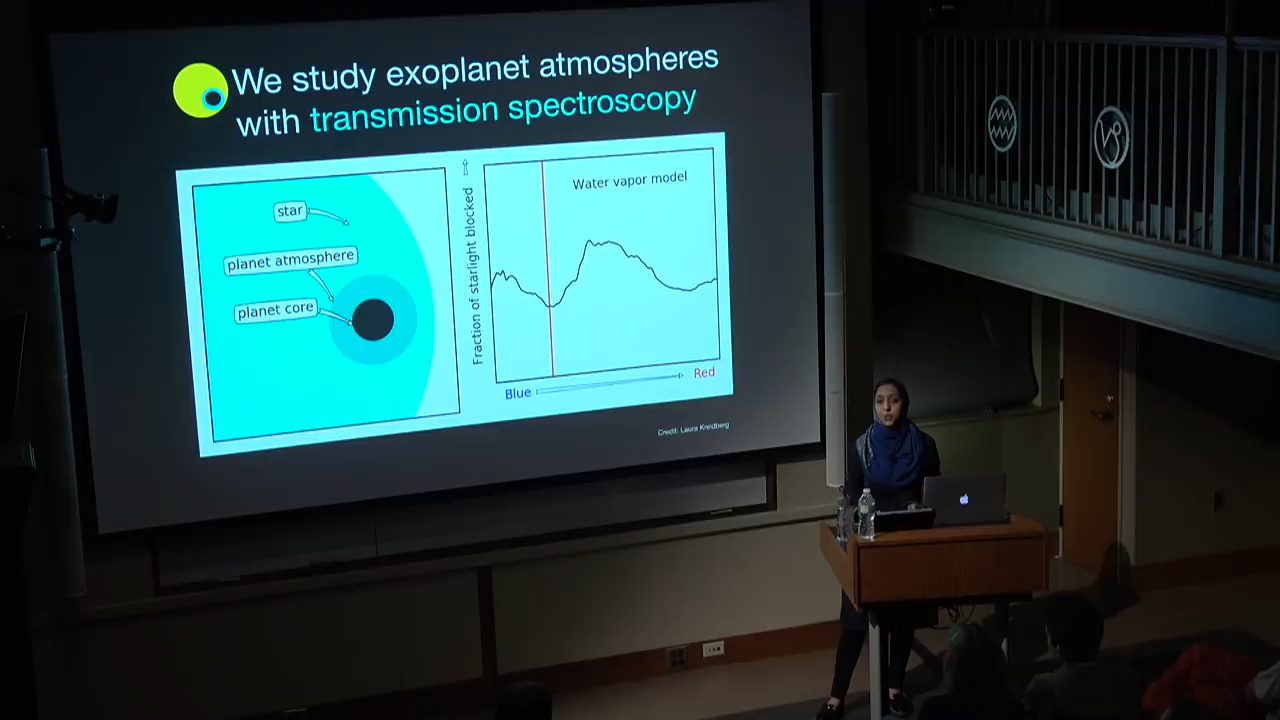 We study exoplanet atmospheres
with transmission spectroscopy
star
planet atmosphere
planet core
Fraction of starlight blocked
Water vapor model
Blue
Red
Credit: Laura Kreidberg